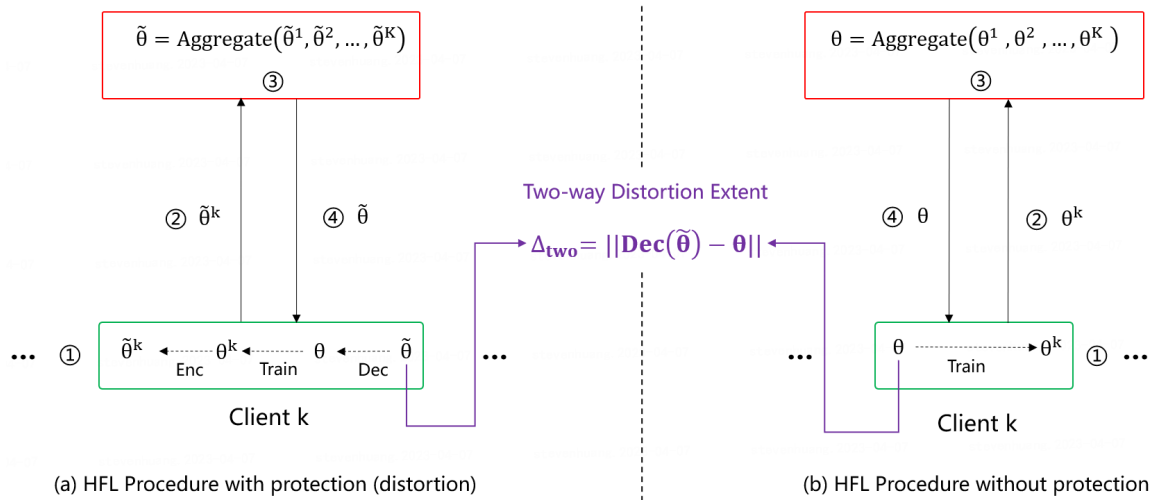 θ̃ = Aggregate(θ̃¹, θ̃², ..., θ̃ᴷ)
③
② θ̃ᵏ
④ θ̃
... ① θ̃ᵏ θᵏ θ θ̃ ...
Enc Train Dec
Client k
(a) HFL Procedure with protection (distortion)
Two-way Distortion Extent
Δ_two = ||Dec(θ̃) − θ||
θ = Aggregate(θ¹ , θ² , ..., θᴷ )
③
④ θ
② θᵏ
... θ θᵏ ① ...
Train
Client k
(b) HFL Procedure without protection